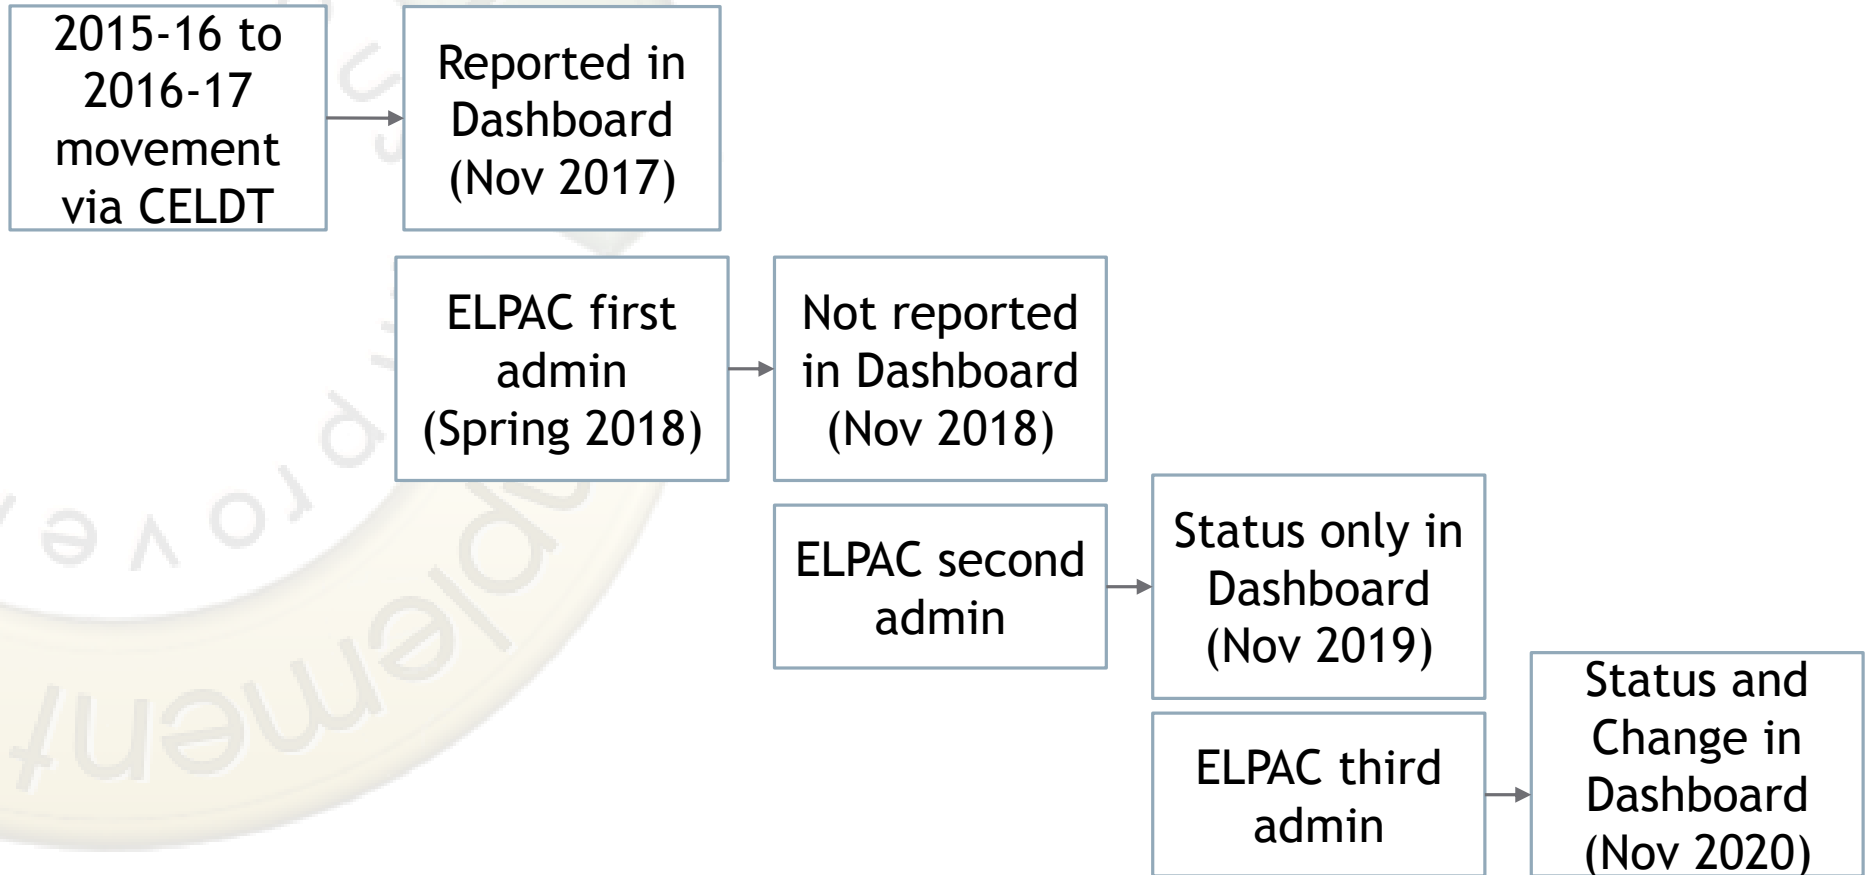 2015-16 to
2016-17
movement
via CELDT
Reported in
Dashboard
(Nov 2017)
ELPAC first
admin
(Spring 2018)
Not reported
in Dashboard
(Nov 2018)
ELPAC second
admin
Status only in
Dashboard
(Nov 2019)
ELPAC third
admin
Status and
Change in
Dashboard
(Nov 2020)